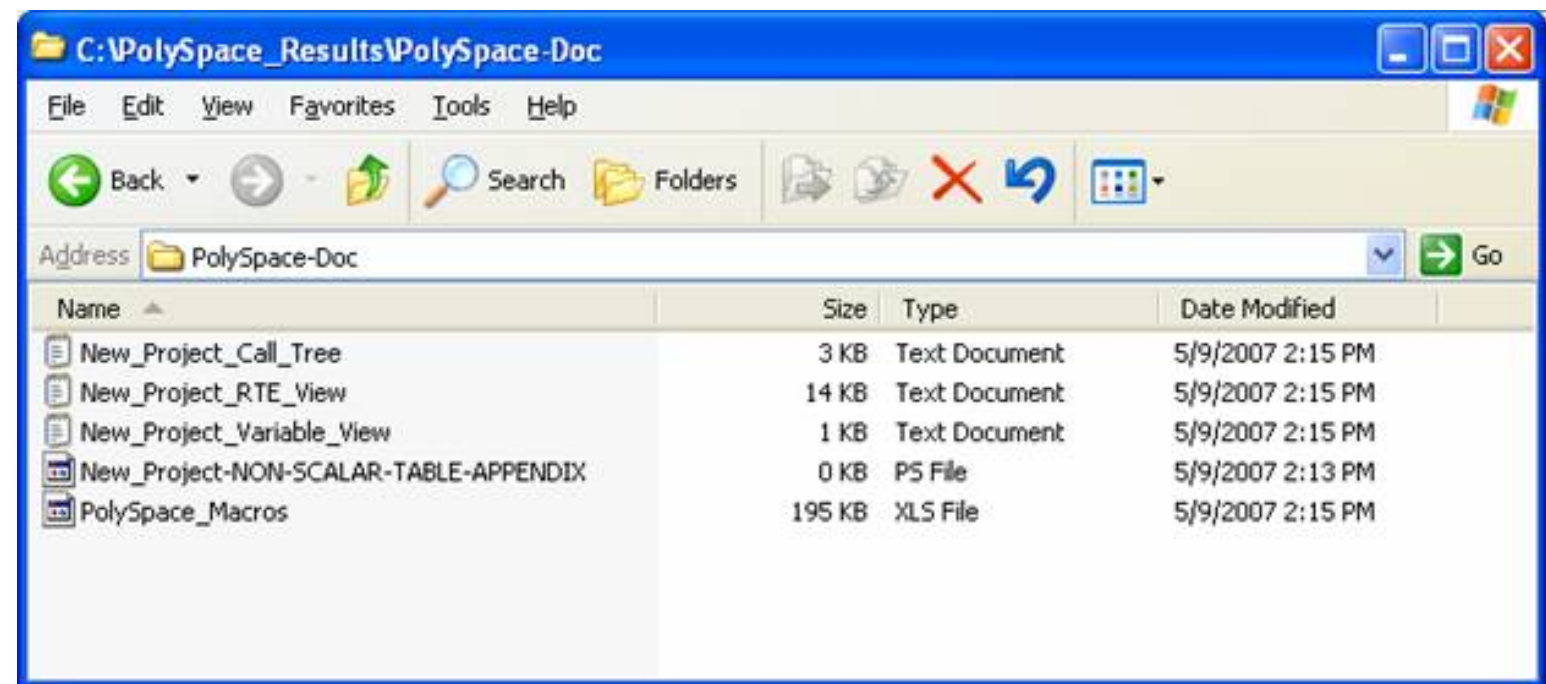 C:\PolySpace_Results\PolySpace-Doc
File Edit View Favorites Tools Help
Back Search Folders
Address PolySpace-Doc Go
Name Size Type Date Modified
New_Project_Call_Tree 3 KB Text Document 5/9/2007 2:15 PM
New_Project_RTE_View 14 KB Text Document 5/9/2007 2:15 PM
New_Project_Variable_View 1 KB Text Document 5/9/2007 2:15 PM
New_Project-NON-SCALAR-TABLE-APPENDIX 0 KB PS File 5/9/2007 2:13 PM
PolySpace_Macros 195 KB XLS File 5/9/2007 2:15 PM